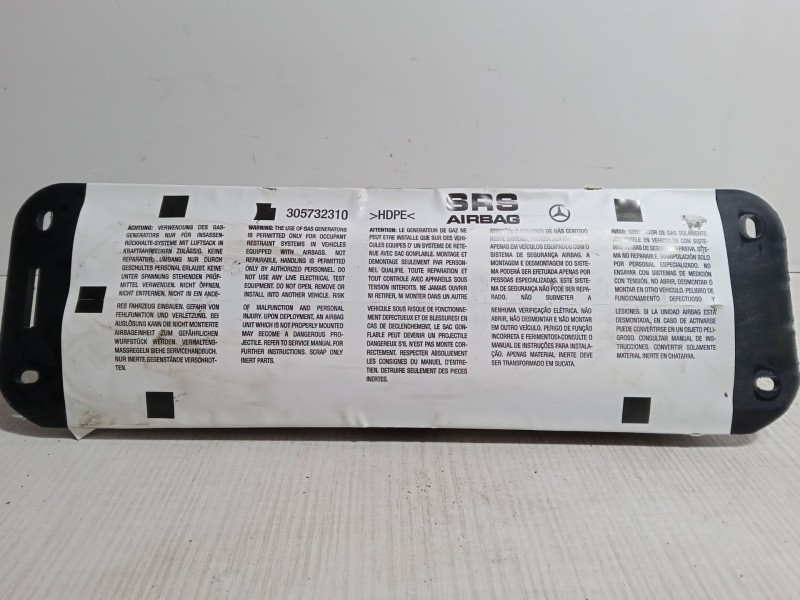 305732310 >HDPE< SRS
AIRBAG
ACHTUNG: VERWENDUNG DES GAS-
GENERATORS NUR FÜR INSASSEN-
RÜCKHALTE-SYSTEME MIT LUFTSACK IN
KRAFTFAHRZEUGEN ZULÄSSIG. KEINE
REPARATUR. UMBAU NUR DURCH
GESCHULTES PERSONAL ERLAUBT. KEINE
UNTER SPANNUNG STEHENDEN PRÜF-
MITTEL VERWENDEN. NICHT ÖFFNEN,
NICHT ENTFERNEN, NICHT IN EIN ANDE-
RES FAHRZEUG EINBAUEN, GEFAHR VON
FEHLFUNKTION UND VERLETZUNG. BEI
AUSLÖSUNG KANN DIE NICHT MONTIERTE
AIRBAGEINHEIT ZUM GEFÄHRLICHEN
WURFSTÜCK WERDEN. VERHALTENS-
MASSREGELN SIEHE SERVICEHANDBUCH.
NUR INERTE GEGENSTÄNDE VERSCHROT-
TEN.
WARNING: THE USE OF GAS GENERATORS
IS PERMITTED ONLY FOR OCCUPANT
RESTRAINT SYSTEMS IN VEHICLES
EQUIPPED WITH AIRBAGS. NOT
REPAIRABLE, HANDLING IS PERMITTED
ONLY BY AUTHORIZED PERSONNEL. DO
NOT USE ANY LIVE ELECTRICAL TEST
EQUIPMENT. DO NOT OPEN, REMOVE OR
INSTALL INTO ANOTHER VEHICLE. RISK
OF MALFUNCTION AND PERSONAL
INJURY. UPON DEPLOYMENT, AN AIRBAG
UNIT WHICH IS NOT PROPERLY MOUNTED
MAY BECOME A DANGEROUS PRO-
JECTILE. REFER TO SERVICE MANUAL FOR
FURTHER INSTRUCTIONS. SCRAP ONLY
INERT PARTS.
ATTENTION: LE GENERATEUR DE GAZ NE
PEUT ETRE INSTALLE QUE SUR DES VEHI-
CULES EQUIPES D' UN SYSTEME DE RETE-
NUE AVEC SAC GONFLABLE. MONTAGE ET
DEMONTAGE SEULEMENT PAR PERSON-
NEL QUALIFIE. TOUTE REPARATION ET
TOUT CONTROLE AVEC APPAREILS SOUS
TENSION INTERDITS. NE JAMAIS OUVRIR
NI RETIRER, NI MONTER DANS UN AUTRE
VEHICULE SOUS RISQUE DE FONCTIONNE-
MENT DEFECTUEUX ET DE BLESSURES! EN
CAS DE DECLENCHEMENT, LE SAC GON-
FLABLE PEUT DEVENIR UN PROJECTILE
DANGEREUX S'IL N'EST PAS MONTE COR-
RECTEMENT. RESPECTER ABSOLUEMENT
LES CONSIGNES DU MANUEL D'ENTRE-
TIEN. DETRUIRE SEULEMENT DES PIECES
INERTES.
DE GÁS CONTIDO
APENAS EM VEÍCULOS EQUIPADOS COM O
SISTEMA DE SEGURANÇA AIRBAG. A
MONTAGEM E DESMONTAGEM DO SISTE-
MA PODERÁ SER EFETUADA APENAS POR
PESSOAS ESPECIALIZADAS. ESTE SISTE-
MA DE SEGURANÇA NÃO PODE SER REPA-
RADO. NÃO SUBMETER A
NENHUMA VERIFICAÇÃO ELÉTRICA. NÃO
ABRIR, NÃO DESMONTAR E NÃO MONTAR
EM OUTRO VEÍCULO. PERIGO DE FUNÇÃO
INCORRETA E FERIMENTOS!CONSULTE O
MANUAL DE INSTRUÇÕES PARA INSTALA-
ÇÃO. APENAS MATERIAL INERTE DEVE
SER TRANSFORMADO EM SUCATA.
DE GAS SOLAMENTE
EN VEHICULOS CON SISTE-
MA NO REPARABLE. MANIPULACIÓN SOLO
POR PERSONAL ESPECIALIZADO. NO
ENSAYAR CON SISTEMAS DE MEDICIÓN
CON TENSIÓN. NO ABRIR, DESMONTAR Ó
MONTAR EN OTRO VEHÍCULO. PELIGRO DE
FUNCIONAMIENTO DEFECTUOSO Y
LESIONES. SI LA UNIDAD AIRBAG ESTÁ
DESMONTADA, EN CASO DE ACTIVARSE
PUEDE CONVERTIRSE EN UN OBJETO PELI-
GROSO. CONSULTAR MANUAL DE INS-
TRUCCIONES. CONVERTIR SOLAMENTE
MATERIAL INERTE EN CHATARRA.